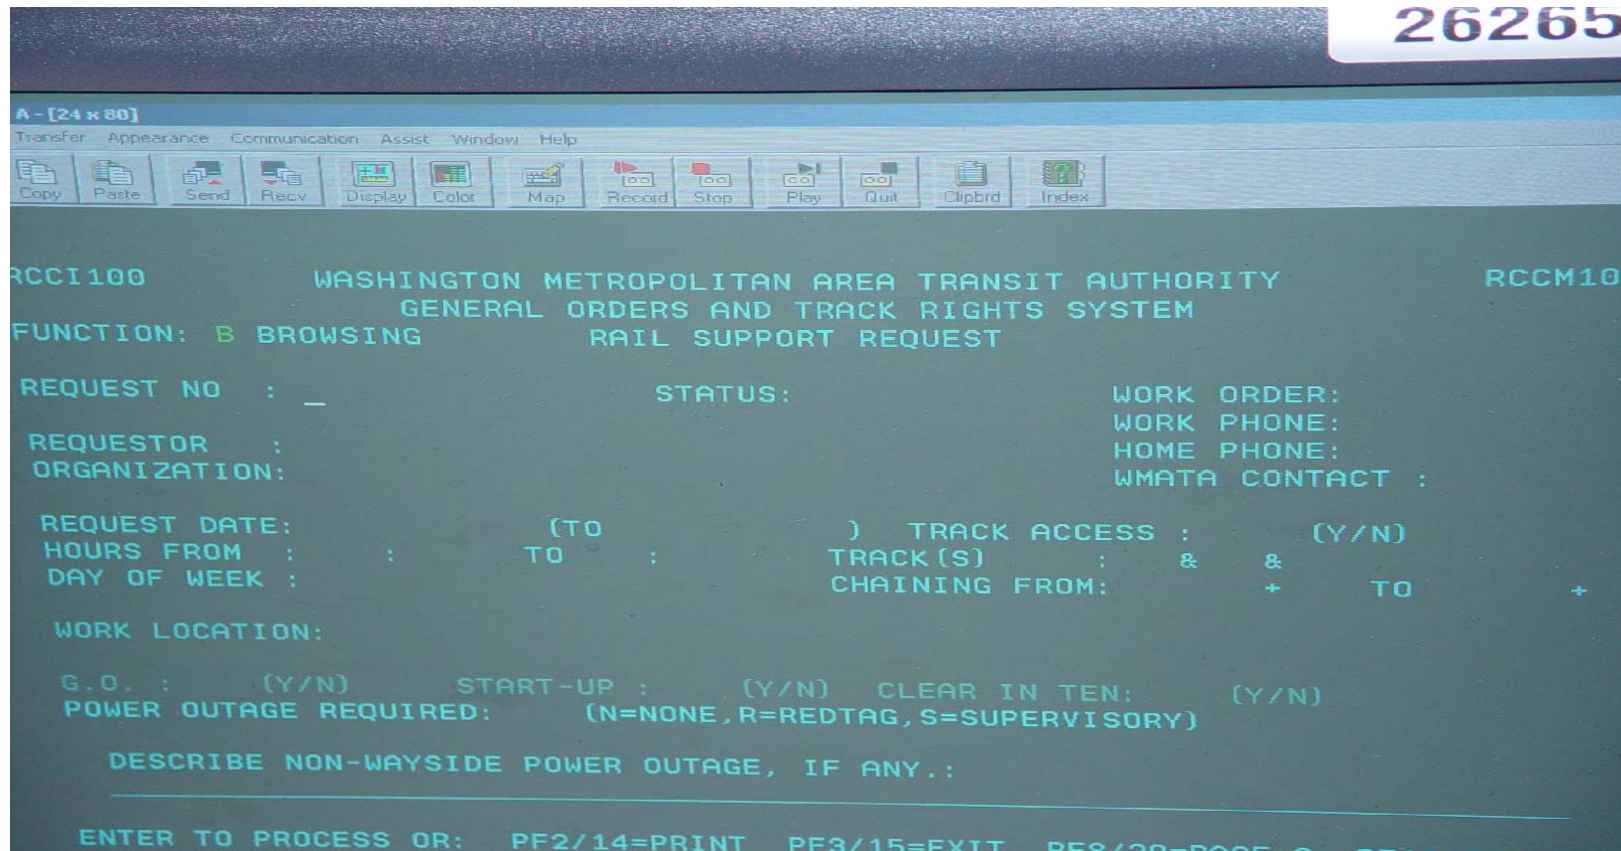 26265
A - [24 x 80]
Transfer Appearance Communication Assist Window Help
Copy Paste Send Recv Display Color Map Record Stop Play Quit Clipbrd Index
RCCI100 WASHINGTON METROPOLITAN AREA TRANSIT AUTHORITY RCCM10
GENERAL ORDERS AND TRACK RIGHTS SYSTEM
FUNCTION: B BROWSING RAIL SUPPORT REQUEST
REQUEST NO : _ STATUS: WORK ORDER:
WORK PHONE:
REQUESTOR : HOME PHONE:
ORGANIZATION: WMATA CONTACT :
REQUEST DATE: (TO ) TRACK ACCESS : (Y/N)
HOURS FROM : : TO : TRACK(S) : & &
DAY OF WEEK : CHAINING FROM: + TO +
WORK LOCATION:
G.O. : (Y/N) START-UP : (Y/N) CLEAR IN TEN: (Y/N)
POWER OUTAGE REQUIRED: (N=NONE,R=REDTAG,S=SUPERVISORY)
DESCRIBE NON-WAYSIDE POWER OUTAGE, IF ANY.:
ENTER TO PROCESS OR: PF2/14=PRINT PF3/15=EXIT